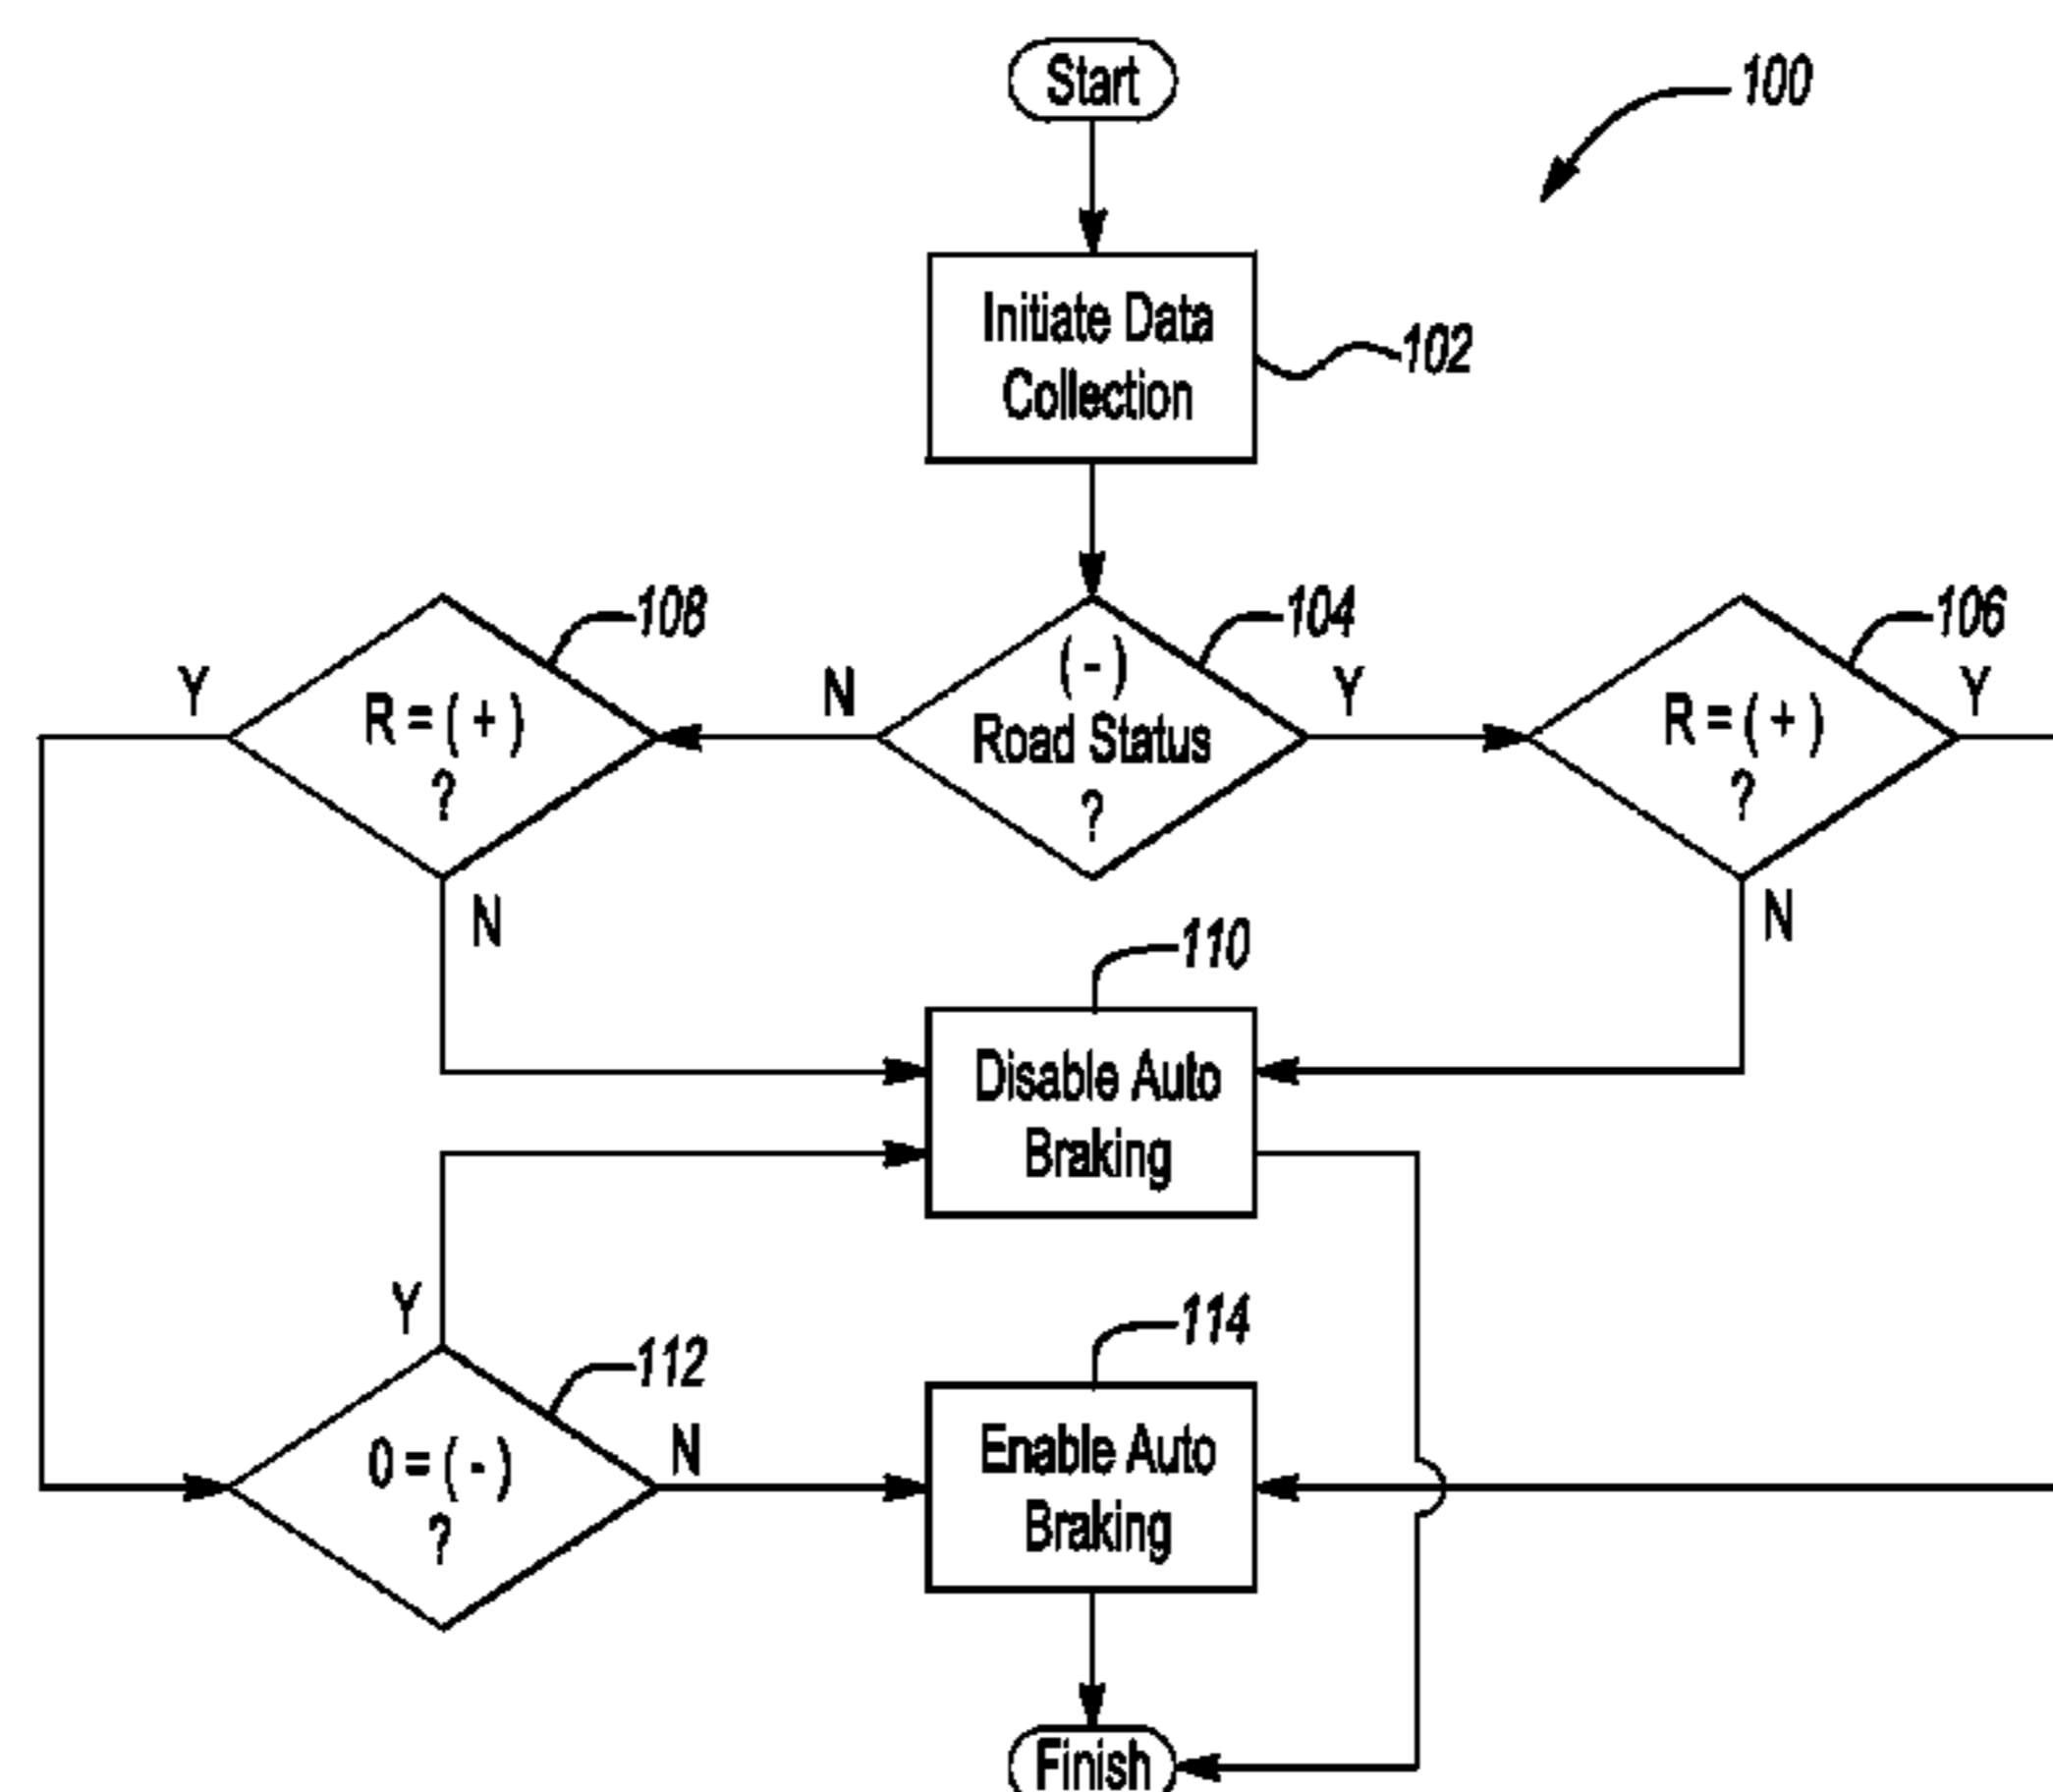 Start
100
Initiate Data
Collection
102
108
104
106
Y
R = ( + )
?
N
( - )
Road Status
?
Y
R = ( + )
?
Y
N
N
110
Disable Auto
Braking
Y
112
114
0 = ( - )
?
N
Enable Auto
Braking
Finish